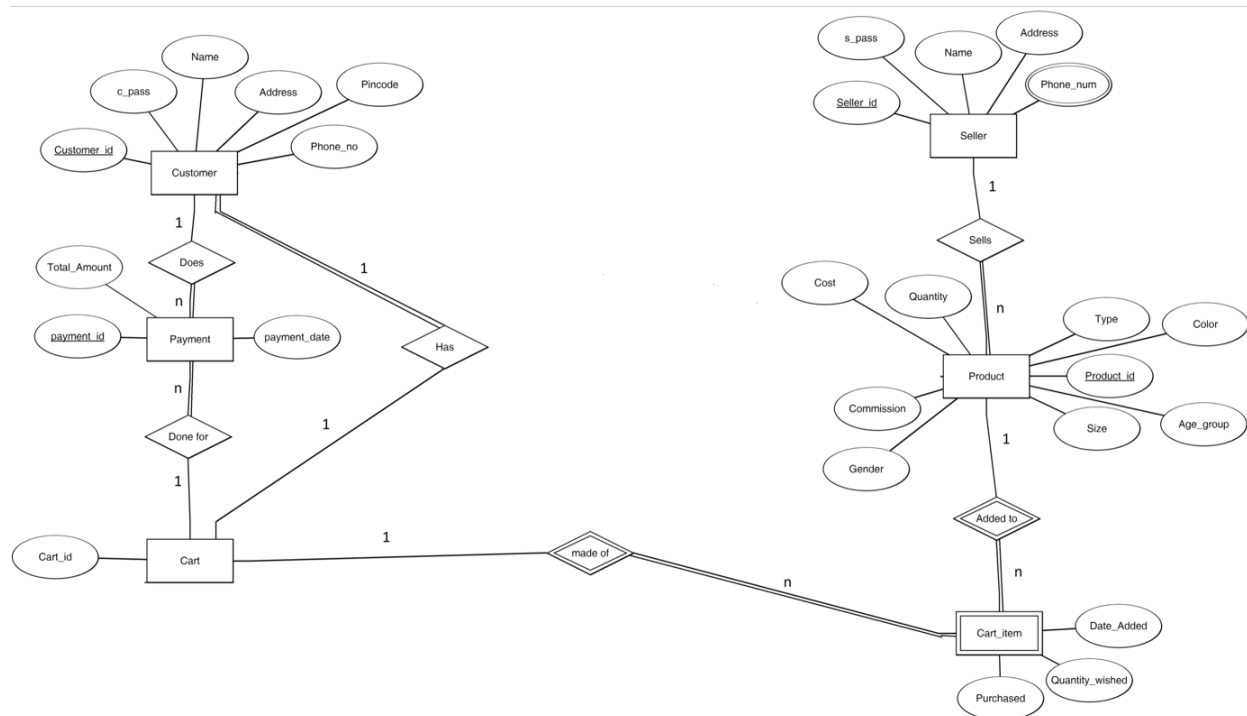 Name
c_pass
Address
Pincode
Customer_id
Phone_no
Customer
1
Does
Total_Amount
n
payment_id
Payment
payment_date
n
Done for
1
Cart_id
Cart
1
Has
1
1
made of
n
s_pass
Name
Address
Seller_id
Phone_num
Seller
1
Sells
Cost
Quantity
n
Type
Color
Product
Product_id
Commission
Size
Age_group
Gender
1
Added to
n
Cart_item
Date_Added
Quantity_wished
Purchased